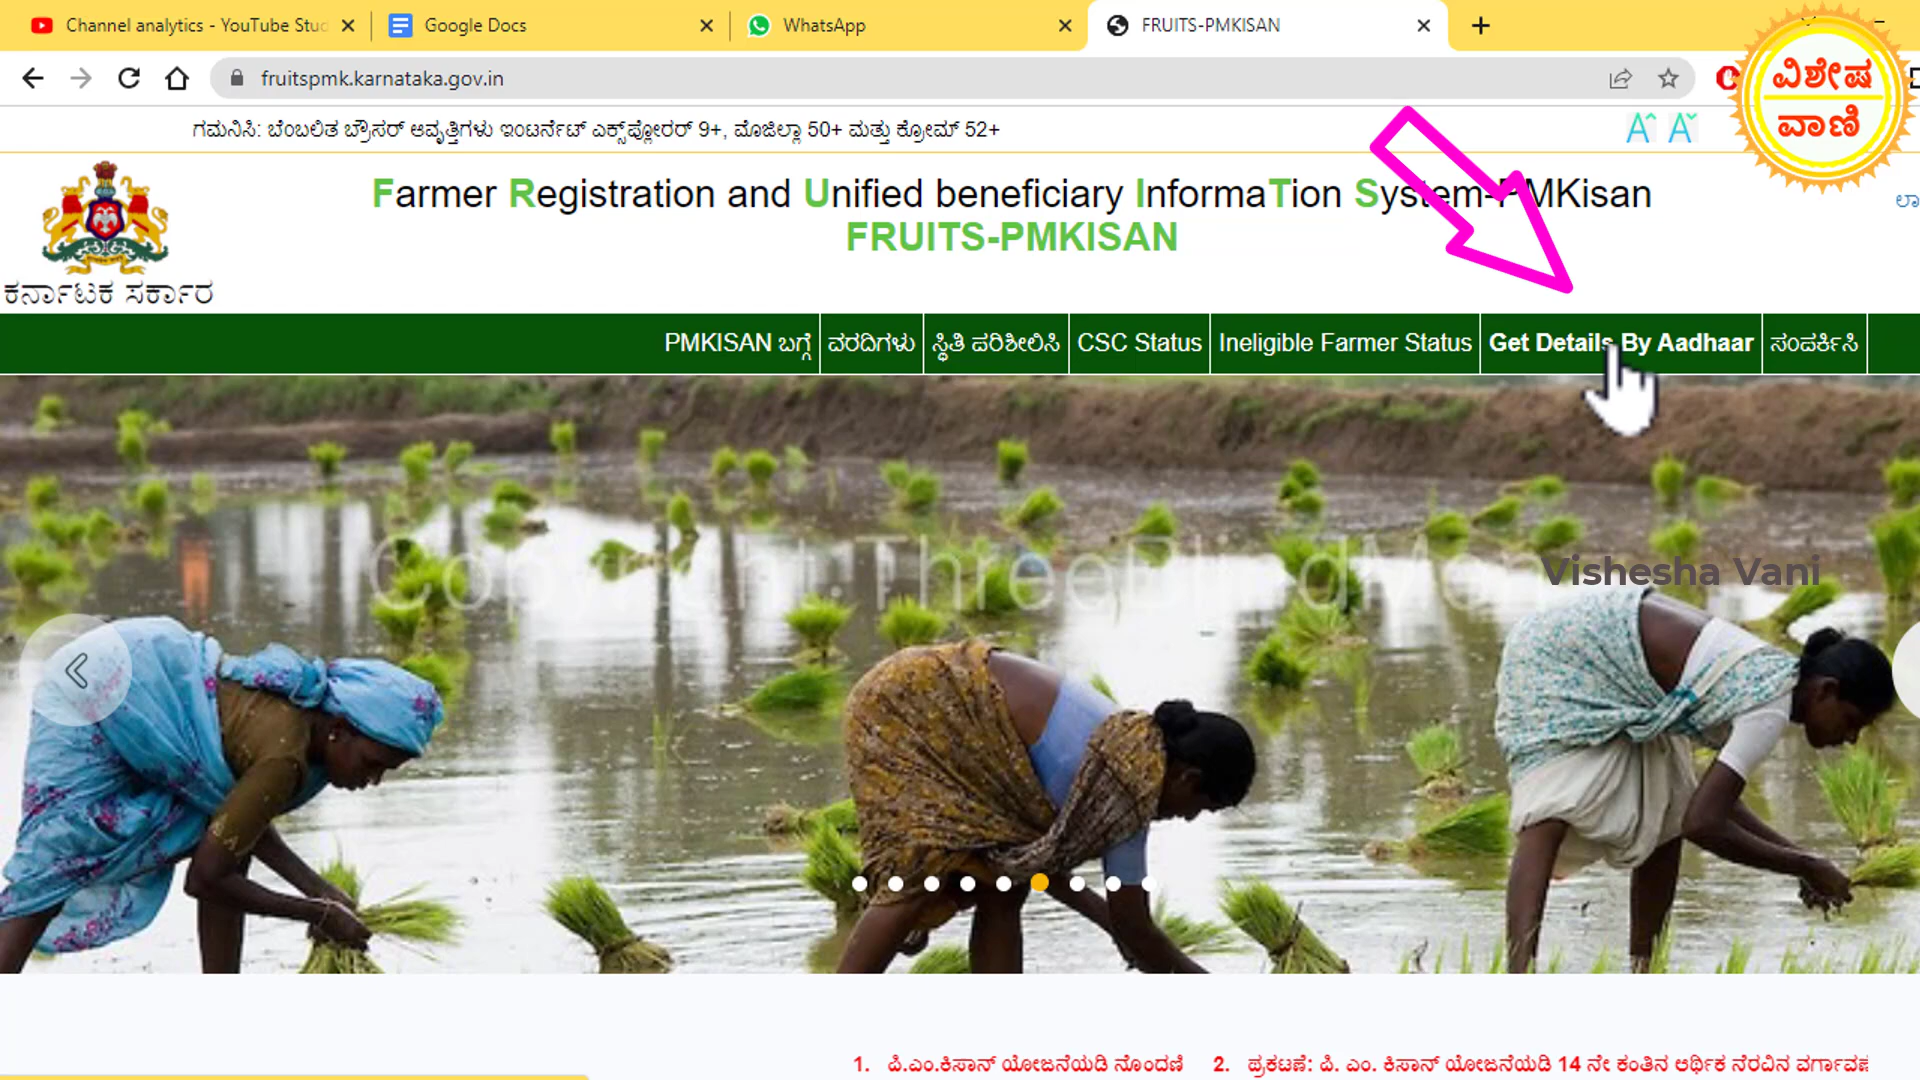 Channel analytics - YouTube Stud
Google Docs
WhatsApp
FRUITS-PMKISAN
fruitspmk.karnataka.gov.in
ವಿಶೇಷ
ವಾಣಿ
ಗಮನಿಸಿ: ಬೆಂಬಲಿತ ಬ್ರೌಸರ್ ಆವೃತ್ತಿಗಳು ಇಂಟರ್ನೆಟ್ ಎಕ್ಸ್‌ಪ್ಲೋರರ್ 9+, ಮೊಜಿಲ್ಲಾ 50+ ಮತ್ತು ಕ್ರೋಮ್ 52+
A A
Farmer Registration and Unified beneficiary InformaTion System-PMKisan
FRUITS-PMKISAN
ಕರ್ನಾಟಕ ಸರ್ಕಾರ
PMKISAN ಬಗ್ಗೆ ವರದಿಗಳು ಸ್ಥಿತಿ ಪರಿಶೀಲಿಸಿ CSC Status Ineligible Farmer Status Get Details By Aadhaar ಸಂಪರ್ಕಿಸಿ
Copyright:ThreeBlindMen
Vishesha Vani
1. ಪಿ.ಎಂ.ಕಿಸಾನ್ ಯೋಜನೆಯಡಿ ನೊಂದಣಿ 2. ಪ್ರಕಟಣೆ: ಪಿ. ಎಂ. ಕಿಸಾನ್ ಯೋಜನೆಯಡಿ 14 ನೇ ಕಂತಿನ ಆರ್ಥಿಕ ನೆರವಿನ